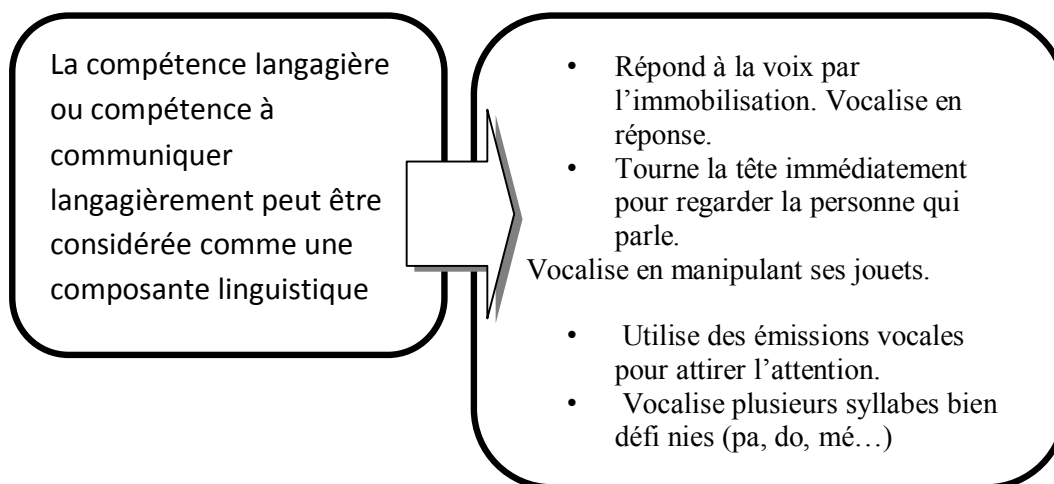 La compétence langagière
ou compétence à
communiquer
langagièrement peut être
considérée comme une
composante linguistique
• Répond à la voix par
l’immobilisation. Vocalise en
réponse.
• Tourne la tête immédiatement
pour regarder la personne qui
parle.
Vocalise en manipulant ses jouets.
• Utilise des émissions vocales
pour attirer l’attention.
• Vocalise plusieurs syllabes bien
défi nies (pa, do, mé…)